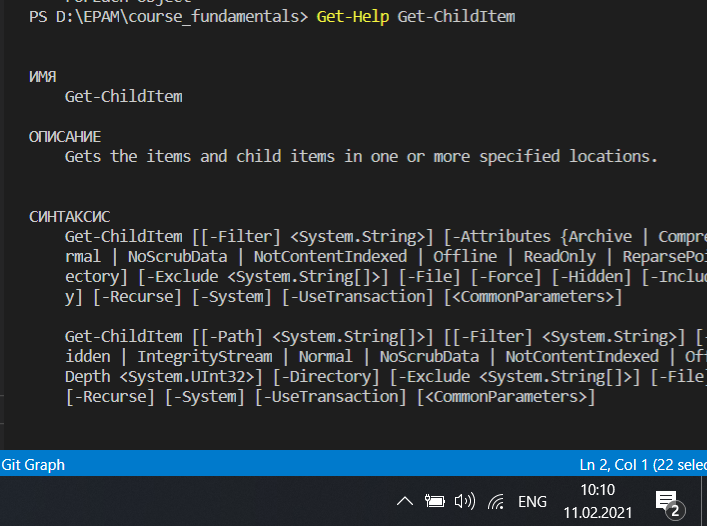 PS D:\EPAM\course_fundamentals> Get-Help Get-ChildItem
ИМЯ
Get-ChildItem
ОПИСАНИЕ
Gets the items and child items in one or more specified locations.
СИНТАКСИС
Get-ChildItem [[-Filter] <System.String>] [-Attributes {Archive | Compre
rmal | NoScrubData | NotContentIndexed | Offline | ReadOnly | ReparsePoi
ectory] [-Exclude <System.String[]>] [-File] [-Force] [-Hidden] [-Includ
y] [-Recurse] [-System] [-UseTransaction] [<CommonParameters>]
Get-ChildItem [[-Path] <System.String[]>] [[-Filter] <System.String>] [-
idden | IntegrityStream | Normal | NoScrubData | NotContentIndexed | Off
Depth <System.UInt32>] [-Directory] [-Exclude <System.String[]>] [-File]
[-Recurse] [-System] [-UseTransaction] [<CommonParameters>]
Git Graph
Ln 2, Col 1 (22 selec
ENG
10:10
11.02.2021
2